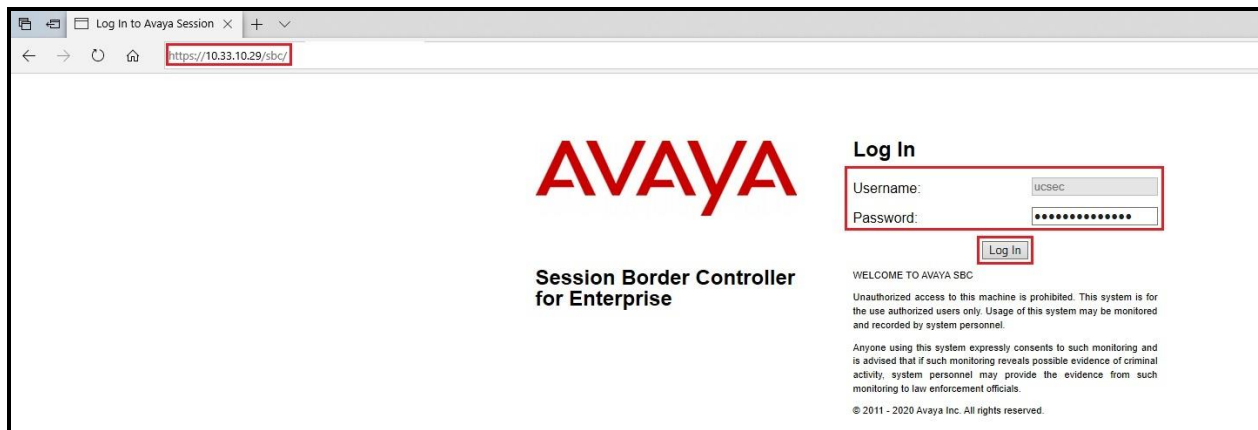 Log In to Avaya Session
https://10.33.10.29/sbc/
AVAYA
Session Border Controller
for Enterprise
Log In
Username:
ucsec
Password:
••••••••••••••
Log In
WELCOME TO AVAYA SBC
Unauthorized access to this machine is prohibited. This system is for
the use authorized users only. Usage of this system may be monitored
and recorded by system personnel.
Anyone using this system expressly consents to such monitoring and
is advised that if such monitoring reveals possible evidence of criminal
activity, system personnel may provide the evidence from such
monitoring to law enforcement officials.
© 2011 - 2020 Avaya Inc. All rights reserved.